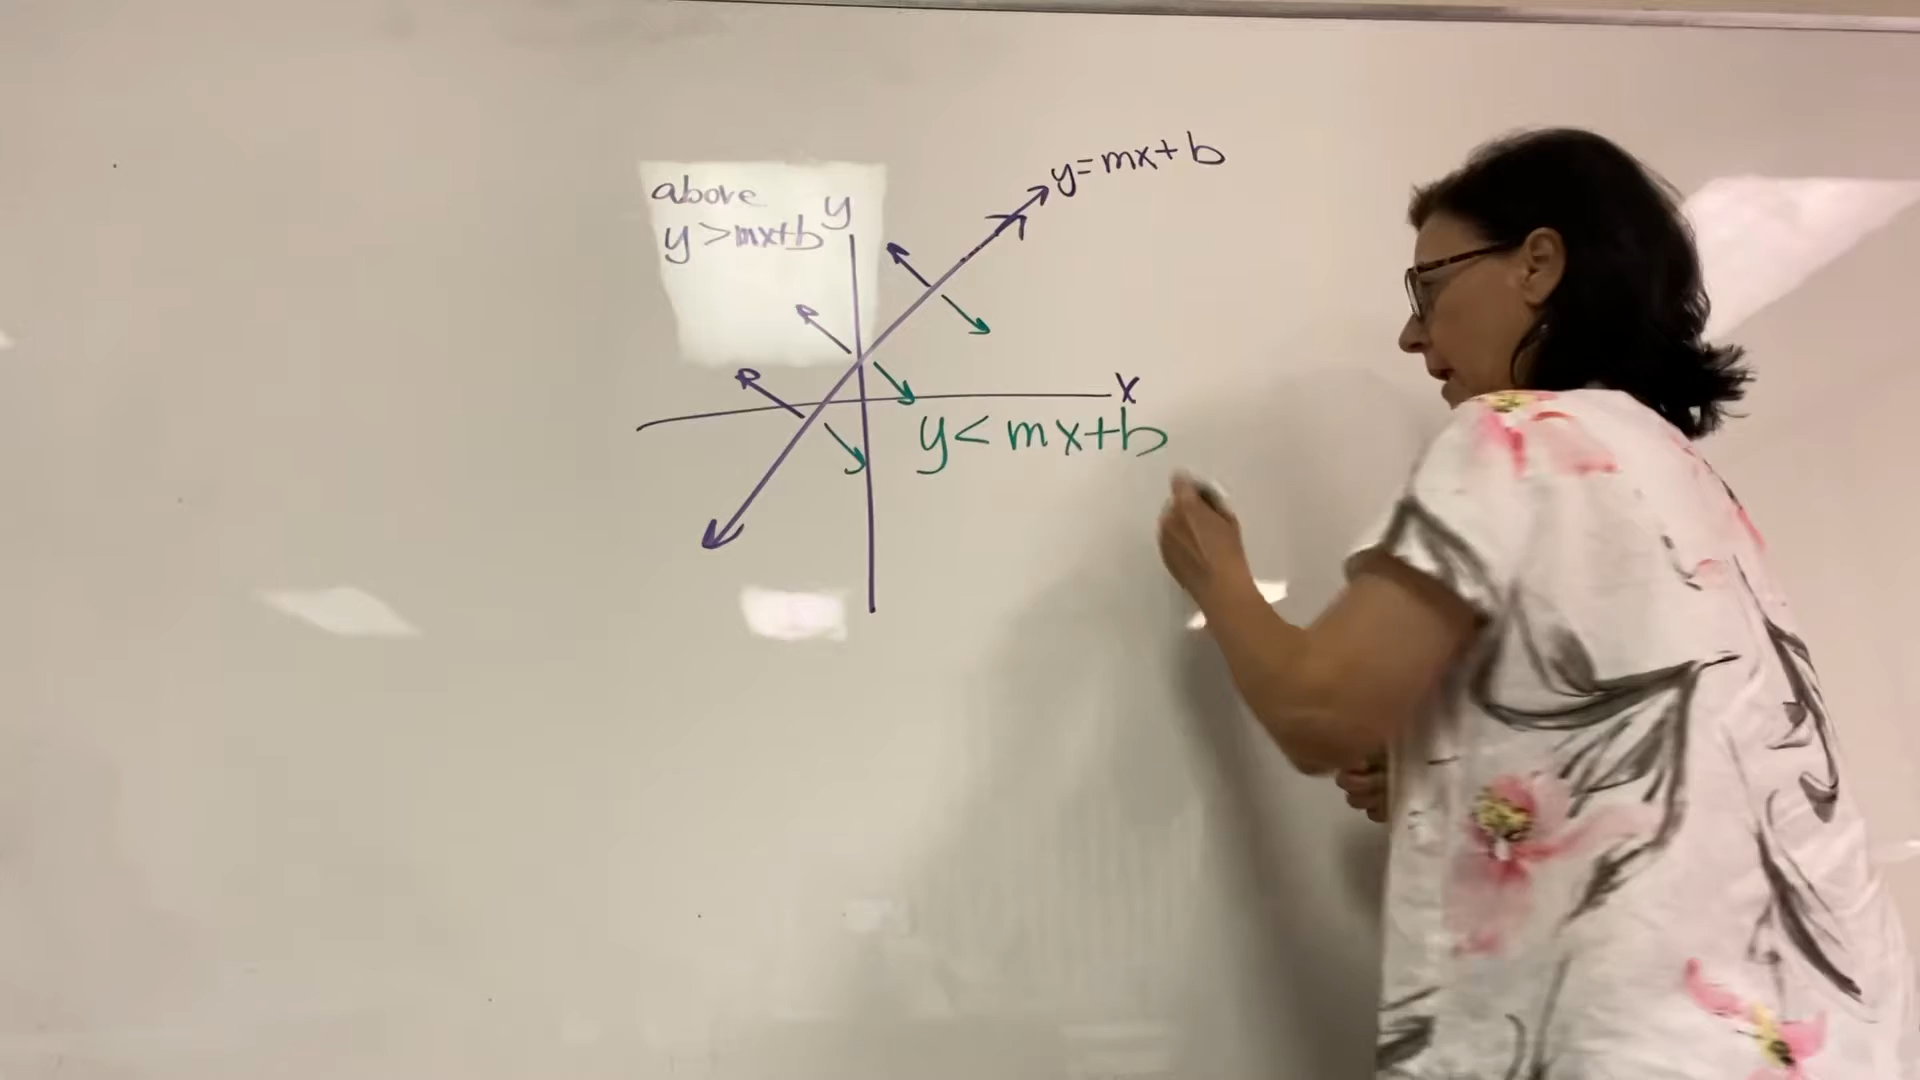 above
y > mx+b
y
y = mx + b
x
y < mx+b